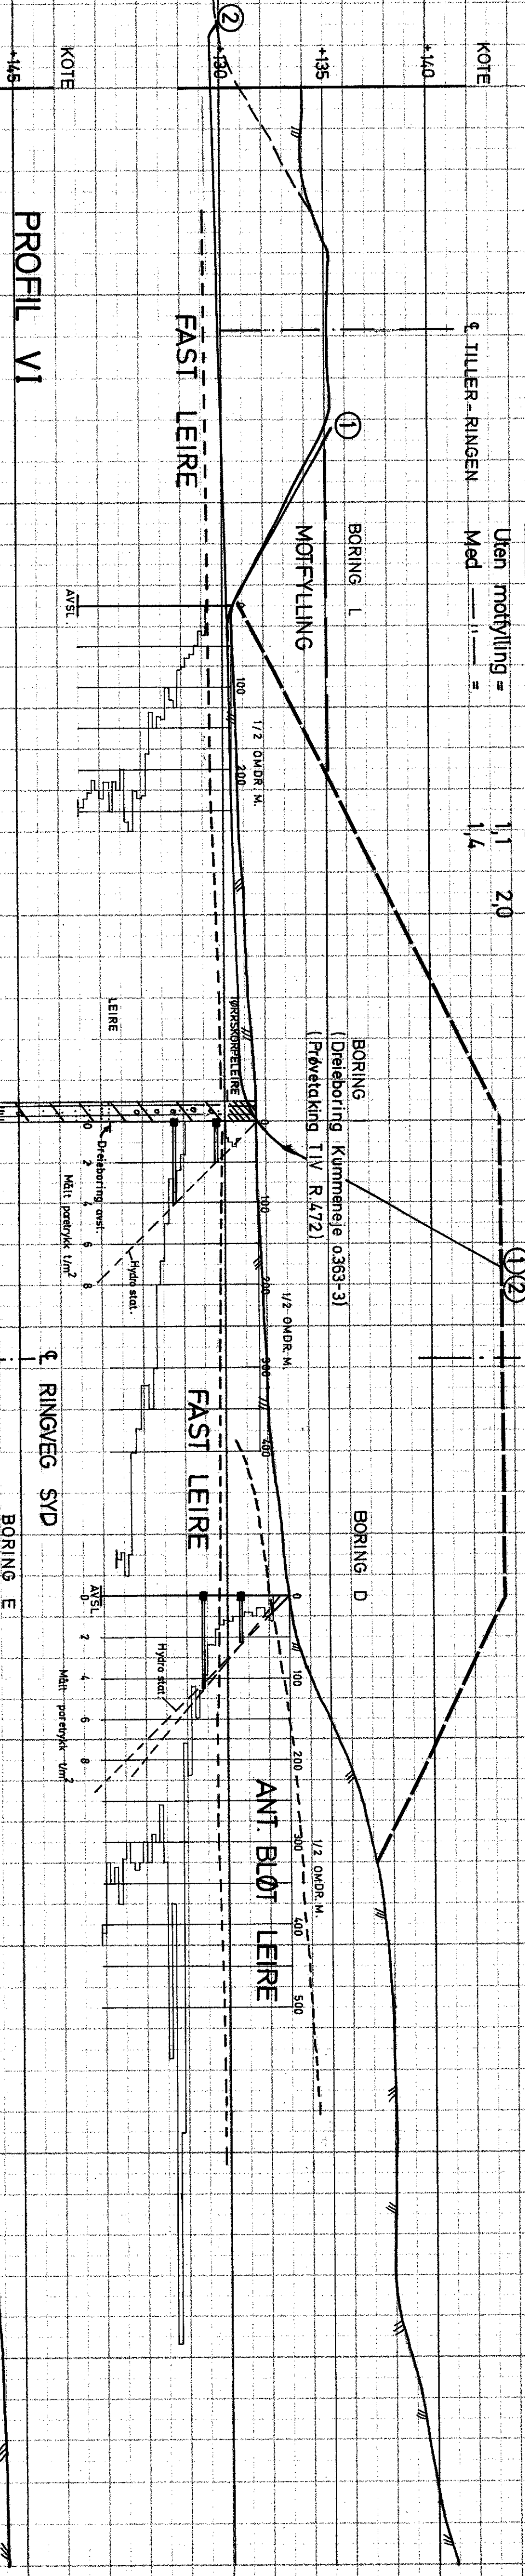 Uten motfylling = 1,1 2,0
Med —"— = 1,4
KOTE
+140
+135
+130
℄ TILLER-RINGEN
②
①
BORING L
MOTFYLLING
FAST LEIRE
AVSL.
0
100
200
1/2 OMDR. M.
BORING
(Dreieboring Kummeneje o.363-3)
(Prøvetaking T.I.V. R.472)
①②
TØRRSKORPELEIRE
LEIRE
0
100
200
300
400
1/2 OMDR. M.
Dreieboring avsl.
0 2 4 6 8
Hydro stat.
Målt poretrykk t/m²
℄ RINGVEG SYD
FAST LEIRE
BORING D
0 100 200 300 400 500
1/2 OMDR. M.
ANT. BLØT LEIRE
AVSL.
0 2 4 6 8
Hydro stat.
Målt poretrykk t/m²
KOTE
+145
PROFIL VI
BORING E